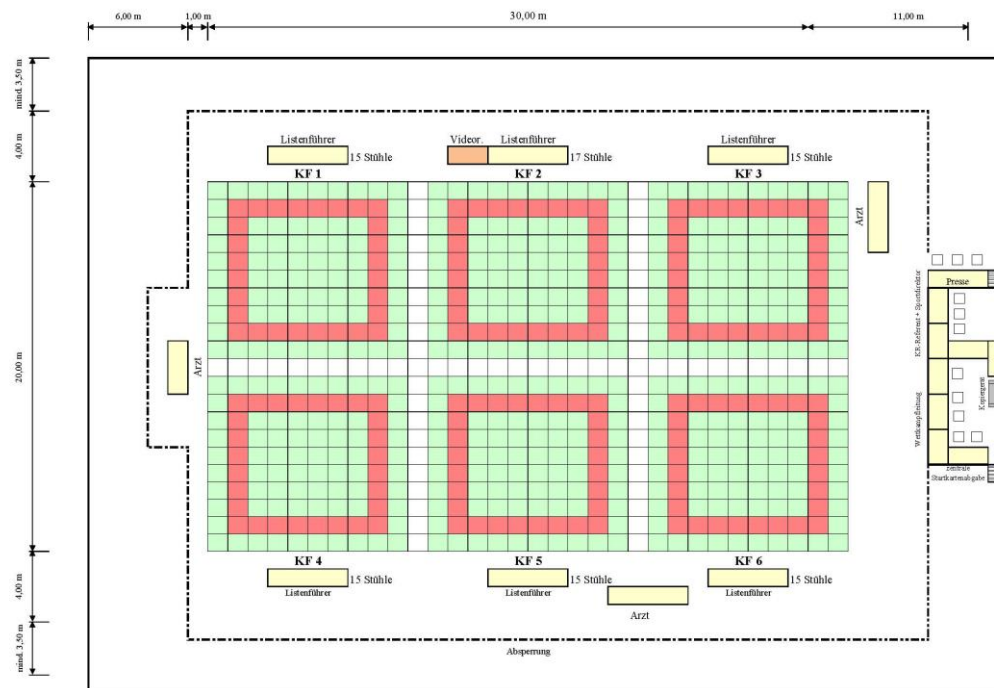 6,00 m
1,00 m
30,00 m
11,00 m
mind. 3,50 m
4,00 m
20,00 m
4,00 m
mind. 3,50 m
Listenführer
15 Stühle
KF 1
Videor. Listenführer
17 Stühle
KF 2
Listenführer
15 Stühle
KF 3
Arzt
Arzt
Presse
KR-Referent + Sportdirektor
Wettkampfleitung
Kopiergerät
zentrale
Startkartenabgabe
KF 4
15 Stühle
Listenführer
KF 5
15 Stühle
Listenführer
KF 6
15 Stühle
Listenführer
Arzt
Absperrung